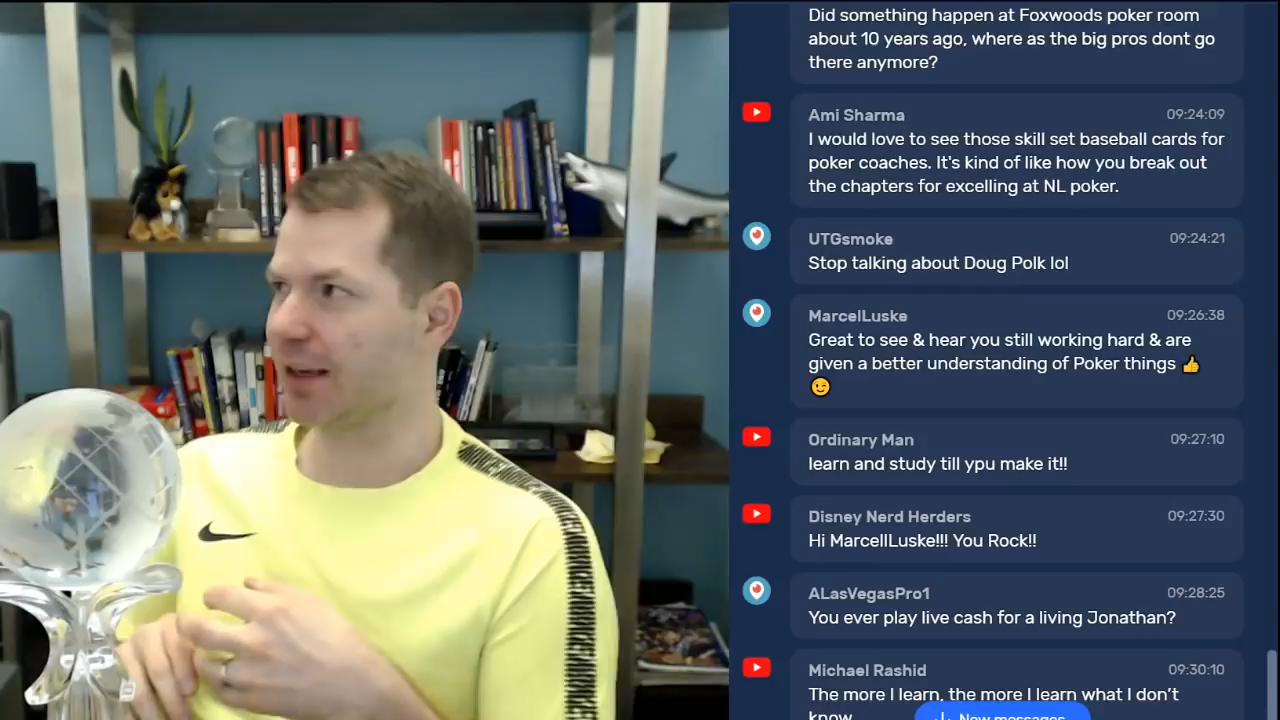 Did something happen at Foxwoods poker room
about 10 years ago, where as the big pros dont go
there anymore?
Ami Sharma 09:24:09
I would love to see those skill set baseball cards for
poker coaches. It's kind of like how you break out
the chapters for excelling at NL poker.
UTGsmoke 09:24:21
Stop talking about Doug Polk lol
MarcelLuske 09:26:38
Great to see & hear you still working hard & are
given a better understanding of Poker things 👍
😉
Ordinary Man 09:27:10
learn and study till ypu make it!!
Disney Nerd Herders 09:27:30
Hi MarcellLuske!!! You Rock!!
ALasVegasPro1 09:28:25
You ever play live cash for a living Jonathan?
Michael Rashid 09:30:10
The more I learn, the more I learn what I don't
know
New messages